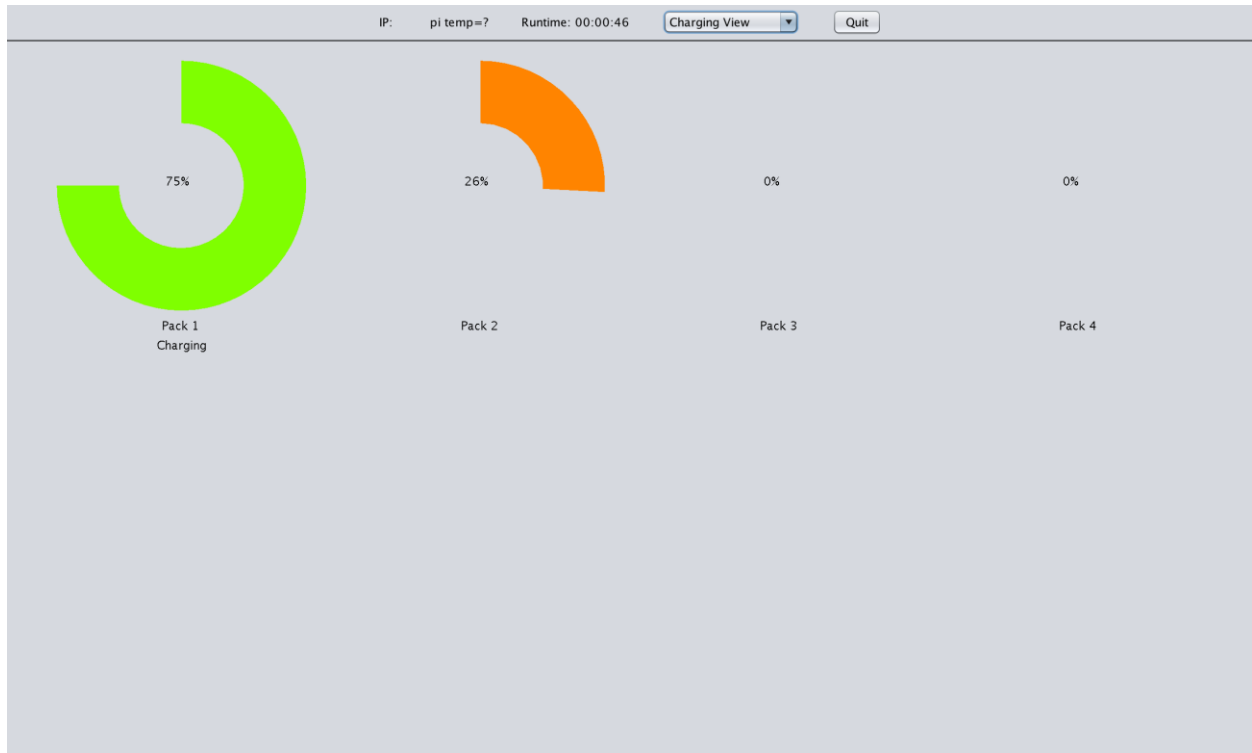 IP: pi temp=? Runtime: 00:00:46 Charging View Quit
75% 26% 0% 0%
Pack 1 Pack 2 Pack 3 Pack 4
Charging